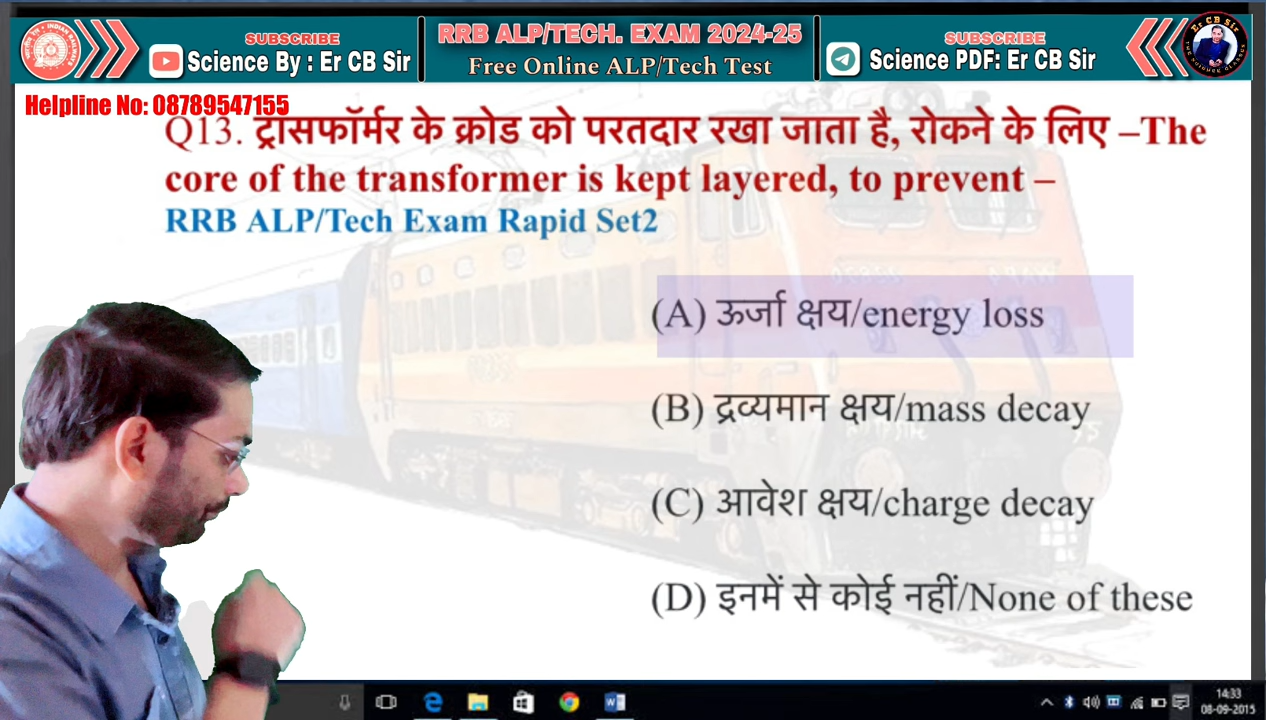 SUBSCRIBE
Science By : Er CB Sir
RRB ALP/TECH. EXAM 2024-25
Free Online ALP/Tech Test
SUBSCRIBE
Science PDF: Er CB Sir
Er CB Sir
Helpline No: 08789547155
Q13. ट्रांसफॉर्मर के क्रोड को परतदार रखा जाता है, रोकने के लिए –The
core of the transformer is kept layered, to prevent –
RRB ALP/Tech Exam Rapid Set2
(A) ऊर्जा क्षय/energy loss
(B) द्रव्यमान क्षय/mass decay
(C) आवेश क्षय/charge decay
(D) इनमें से कोई नहीं/None of these
14:33
08-09-2015